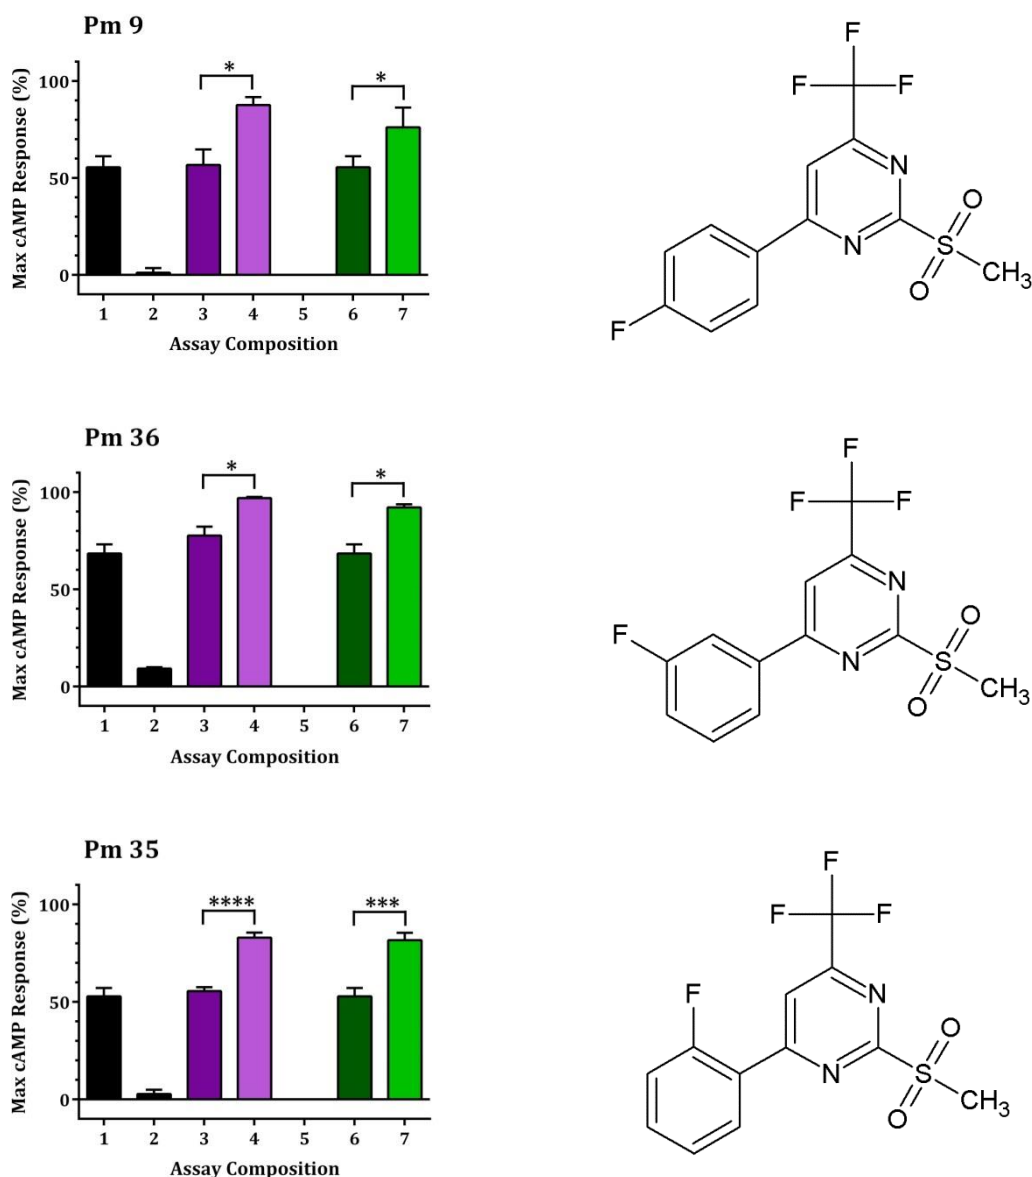 Pm 9
Max cAMP Response (%)
100
50
0
* *
1 2 3 4 5 6 7
Assay Composition
F
F F
N
N
O
S
O
CH3
F
Pm 36
Max cAMP Response (%)
100
50
0
* *
1 2 3 4 5 6 7
Assay Composition
F
F F
F
N
N
O
S
O
CH3
Pm 35
Max cAMP Response (%)
100
50
0
**** ***
1 2 3 4 5 6 7
Assay Composition
F
F F
F
N
N
O
S
O
CH3